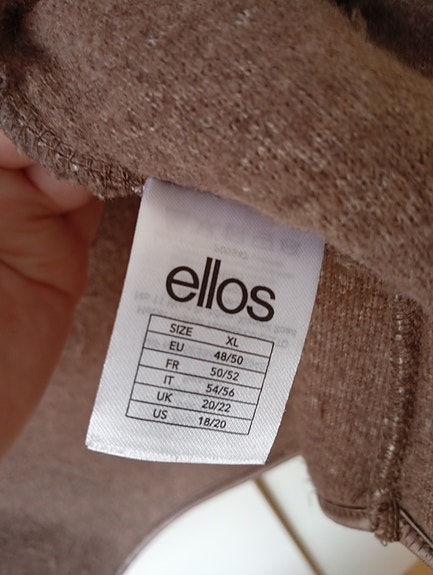 ellos
SIZE XL
EU 48/50
FR 50/52
IT 54/56
UK 20/22
US 18/20